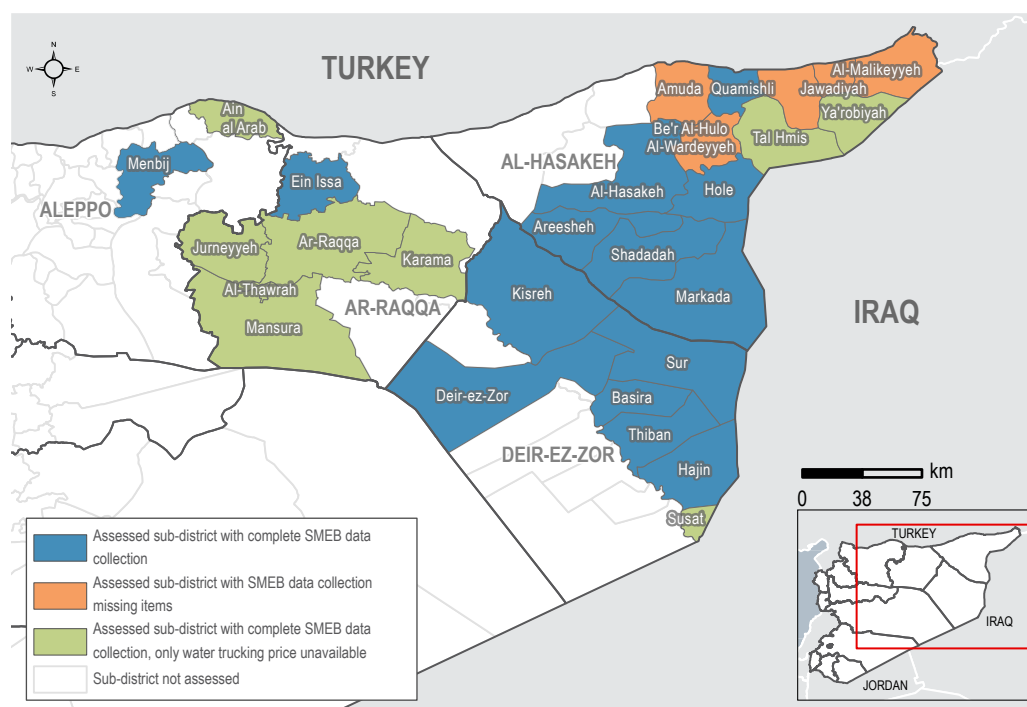 N
W E
S
TURKEY
Al-Malikeyyeh
Amuda
Quamishli
Jawadiyah
Ya'robiyah
Ain
al Arab
Be'r Al-Hulo
Al-Wardeyyeh
Tal Hmis
Menbij
AL-HASAKEH
Ein Issa
Al-Hasakeh
Hole
ALEPPO
Areesheh
Jurneyyeh
Ar-Raqqa
Karama
Shadadah
Al-Thawrah
Kisreh
Markada
AR-RAQQA
IRAQ
Mansura
Sur
Deir-ez-Zor
Basira
Thiban
DEIR-EZ-ZOR
Hajin
km
0 38 75
Susat
Assessed sub-district with complete SMEB data
collection
Assessed sub-district with SMEB data collection
missing items
Assessed sub-district with complete SMEB data
collection, only water trucking price unavailable
Sub-district not assessed
TURKEY
IRAQ
JORDAN